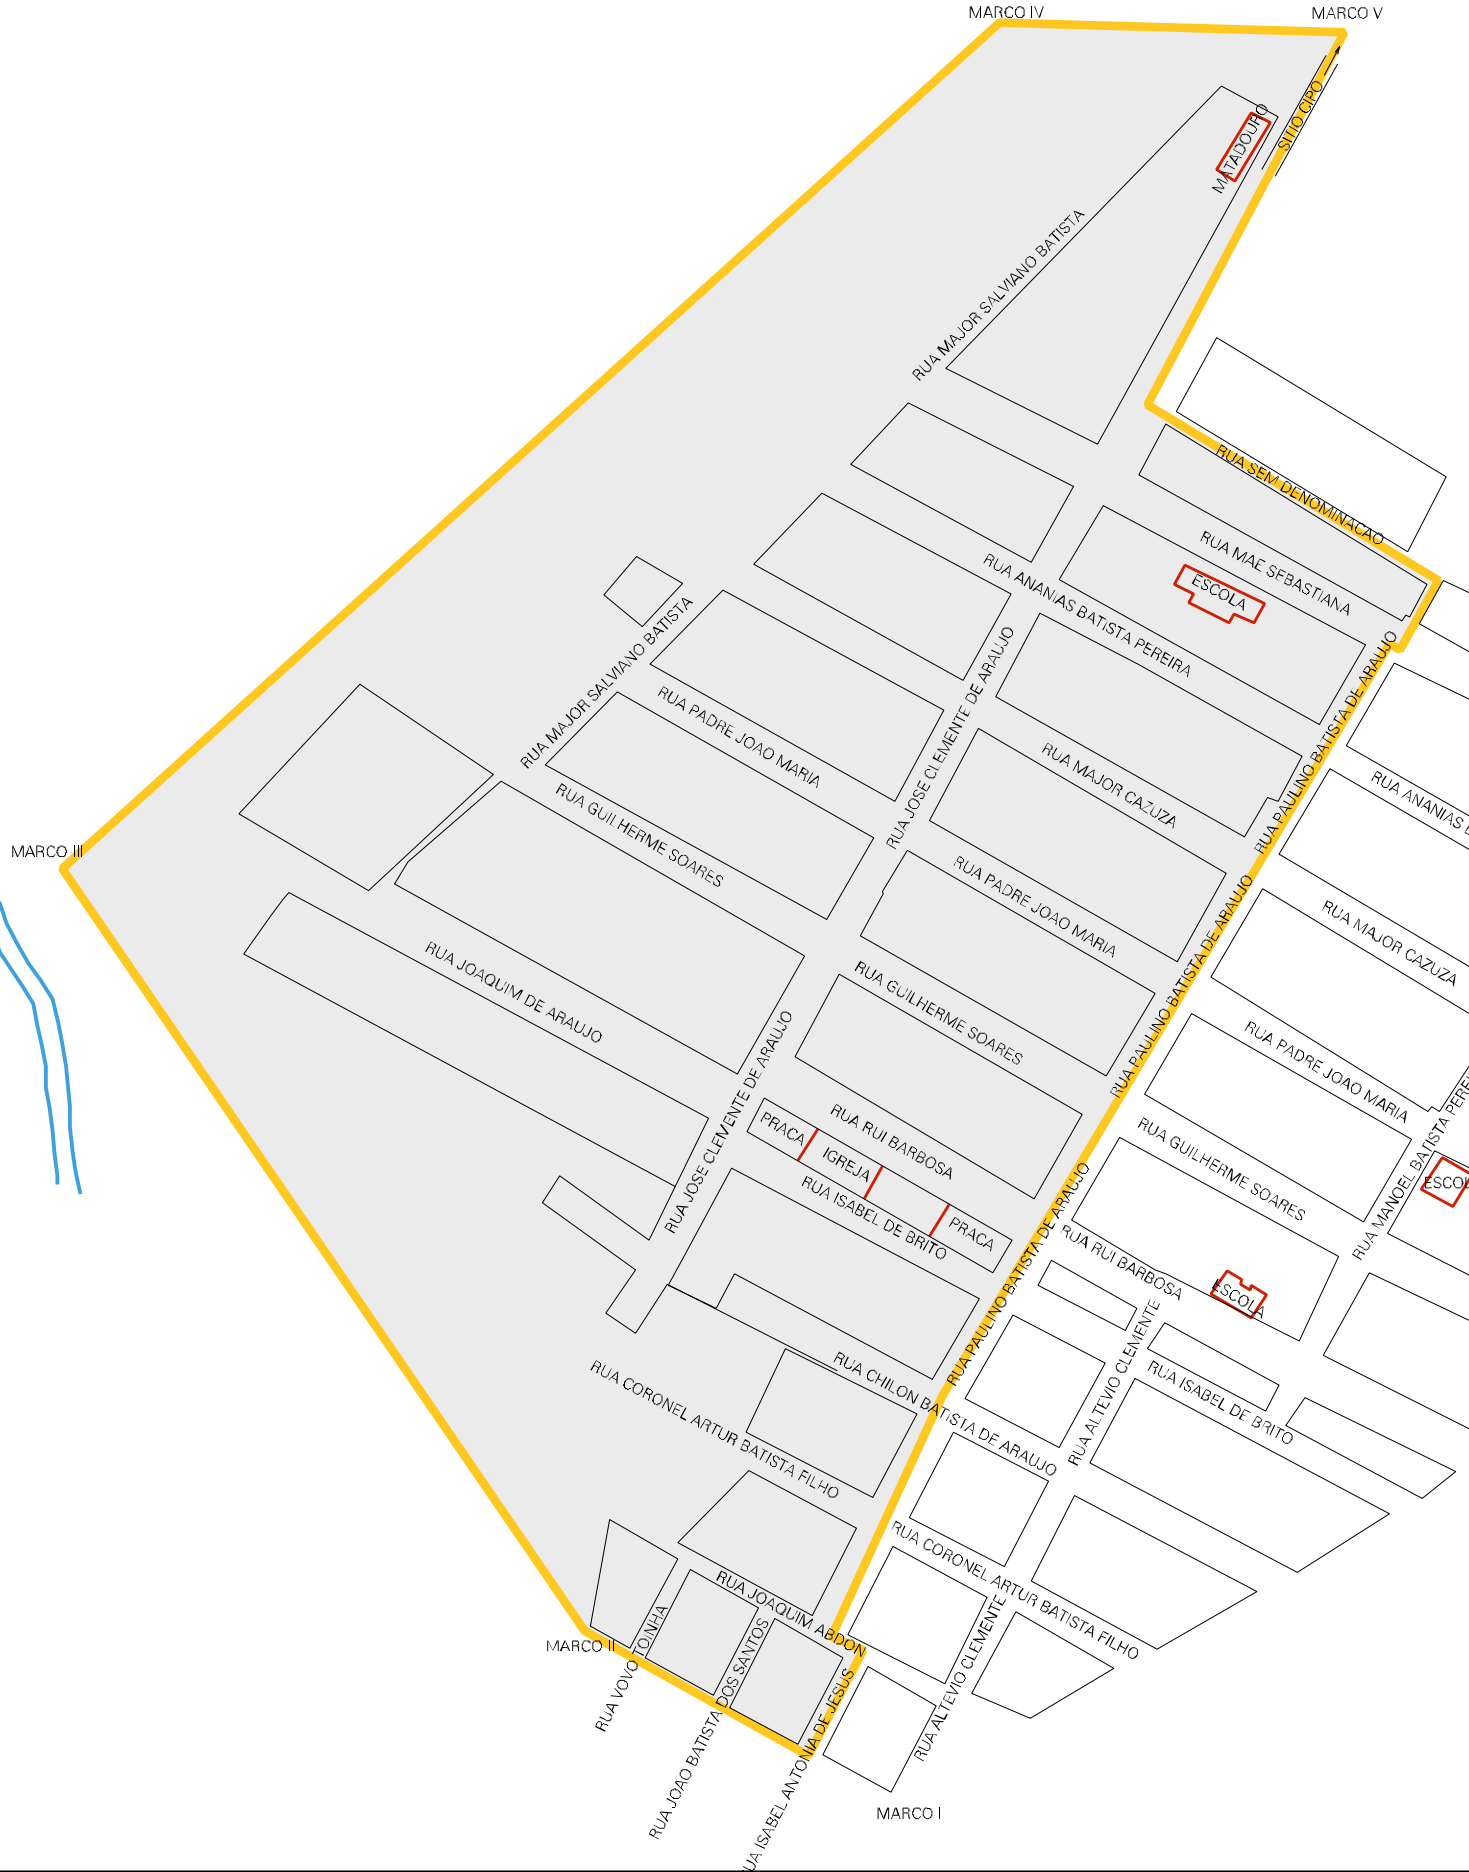 MARCO IV
MARCO V
SITIO CIPO
MATADOURO
RUA MAJOR SALVIANO BATISTA
RUA SEM DENOMINACAO
RUA MAE SEBASTIANA
ESCOLA
RUA ANANIAS BATISTA PEREIRA
RUA MAJOR SALVIANO BATISTA
RUA JOSE CLEMENTE DE ARAUJO
RUA PAULINO BATISTA DE ARAUJO
RUA PADRE JOAO MARIA
RUA MAJOR CAZUZA
RUA ANANIAS
RUA GUILHERME SOARES
MARCO III
RUA PADRE JOAO MARIA
RUA PAULINO BATISTA DE ARAUJO
RUA MAJOR CAZUZA
RUA JOAQUIM DE ARAUJO
RUA GUILHERME SOARES
RUA PADRE JOAO MARIA
RUA JOSE CLEMENTE DE ARAUJO
RUA MANOEL BATISTA PERE
PRACA
IGREJA
PRACA
RUA RUI BARBOSA
RUA ISABEL DE BRITO
RUA GUILHERME SOARES
ESCOL
RUA PAULINO BATISTA DE ARAUJO
RUA RUI BARBOSA
ESCOLA
RUA ALTEVIO CLEMENTE
RUA ISABEL DE BRITO
RUA CHILON BATISTA DE ARAUJO
RUA CORONEL ARTUR BATISTA FILHO
RUA CORONEL ARTUR BATISTA FILHO
RUA JOAQUIM ABDON
RUA ALTEVIO CLEMENTE
MARCO II
RUA VOVO TOINHA
RUA JOAO BATISTA DOS SANTOS
UA ISABEL ANTONIA DE JESUS
MARCO I